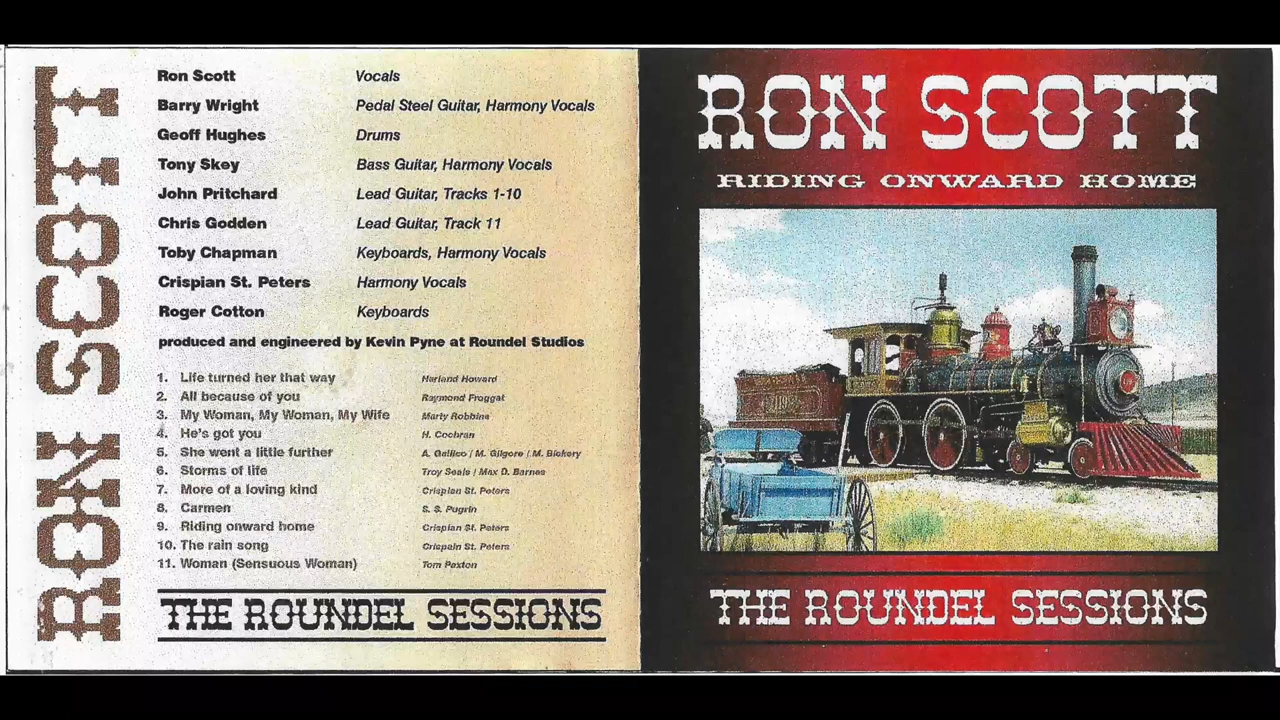 RON SCOTT
Ron Scott Vocals
Barry Wright Pedal Steel Guitar, Harmony Vocals
Geoff Hughes Drums
Tony Skey Bass Guitar, Harmony Vocals
John Pritchard Lead Guitar, Tracks 1-10
Chris Godden Lead Guitar, Track 11
Toby Chapman Keyboards, Harmony Vocals
Crispian St. Peters Harmony Vocals
Roger Cotton Keyboards
produced and engineered by Kevin Pyne at Roundel Studios
1. Life turned her that way Harland Howard
2. All because of you Raymond Froggat
3. My Woman, My Woman, My Wife Marty Robbins
4. He's got you H. Cochran
5. She went a little further A. Gallico / M. Gilgore / M. Bickery
6. Storms of life Troy Seals / Max D. Barnes
7. More of a loving kind Crispian St. Peters
8. Carmen S. S. Pugrin
9. Riding onward home Crispian St. Peters
10. The rain song Crispain St. Peters
11. Woman (Sensuous Woman) Tom Paxton
THE ROUNDEL SESSIONS
RON SCOTT
RIDING ONWARD HOME
THE ROUNDEL SESSIONS